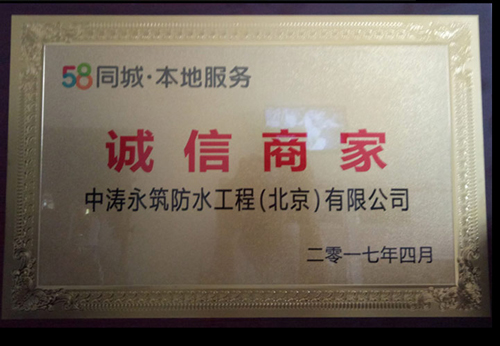 58同城·本地服务
诚信商家
中涛永筑防水工程(北京)有限公司
二零一七年四月